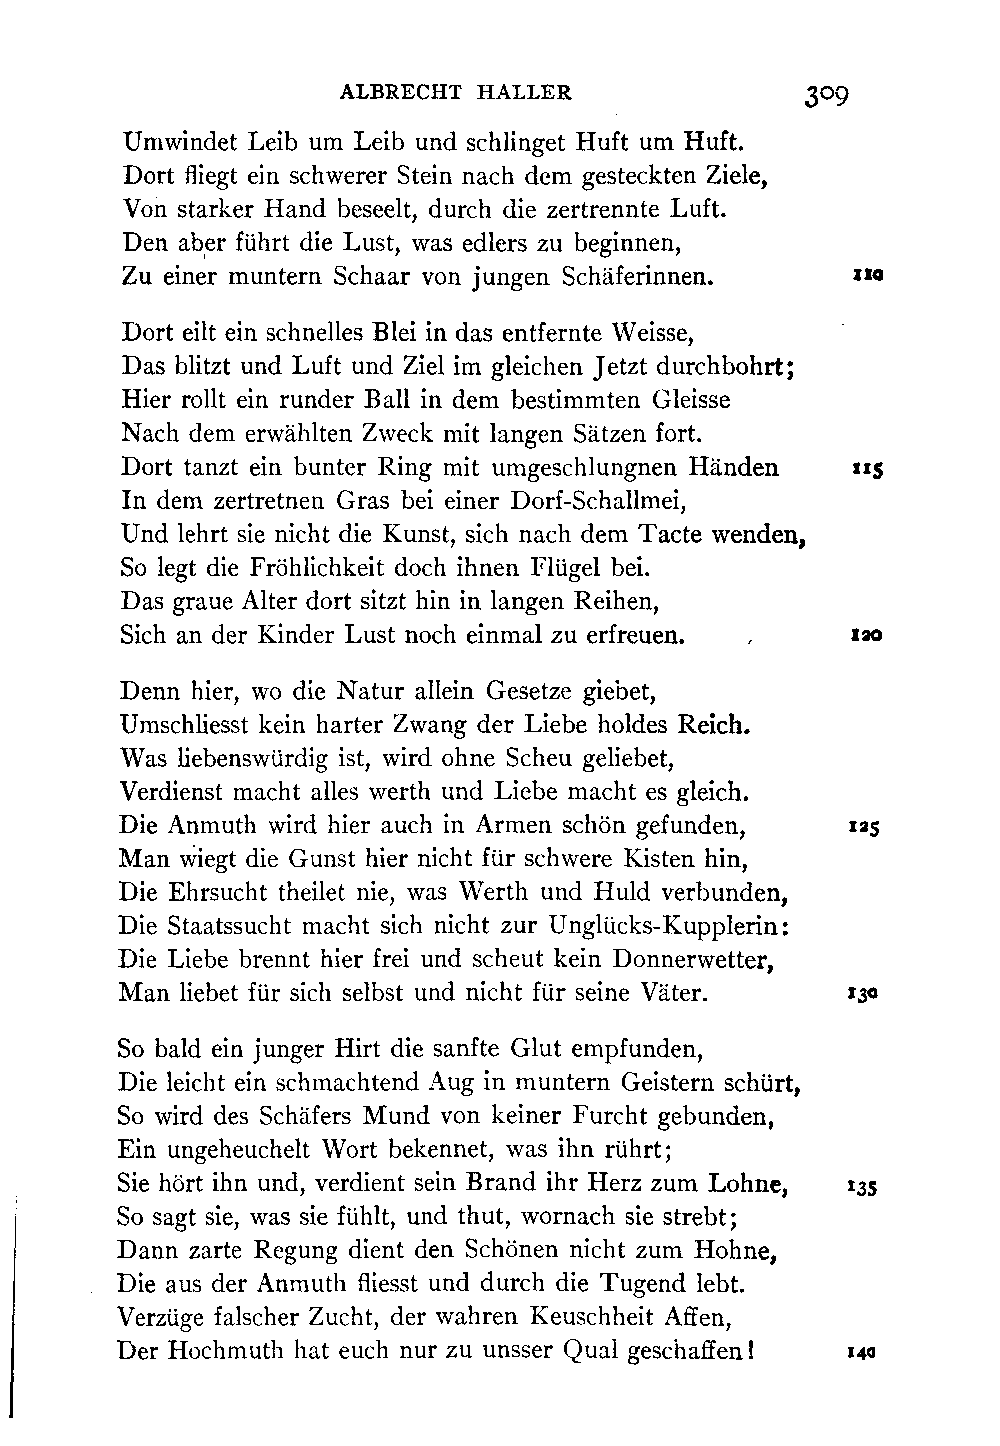 ALBRECHT HALLER 309
Umwindet Leib um Leib und schlinget Huft um Huft.
Dort fliegt ein schwerer Stein nach dem gesteckten Ziele,
Von starker Hand beseelt, durch die zertrennte Luft.
Den aber führt die Lust, was edlers zu beginnen,
Zu einer muntern Schaar von jungen Schäferinnen. 110
Dort eilt ein schnelles Blei in das entfernte Weisse,
Das blitzt und Luft und Ziel im gleichen Jetzt durchbohrt;
Hier rollt ein runder Ball in dem bestimmten Gleisse
Nach dem erwählten Zweck mit langen Sätzen fort.
Dort tanzt ein bunter Ring mit umgeschlungnen Händen 115
In dem zertretnen Gras bei einer Dorf-Schallmei,
Und lehrt sie nicht die Kunst, sich nach dem Tacte wenden,
So legt die Fröhlichkeit doch ihnen Flügel bei.
Das graue Alter dort sitzt hin in langen Reihen,
Sich an der Kinder Lust noch einmal zu erfreuen. 120
Denn hier, wo die Natur allein Gesetze giebet,
Umschliesst kein harter Zwang der Liebe holdes Reich.
Was liebenswürdig ist, wird ohne Scheu geliebet,
Verdienst macht alles werth und Liebe macht es gleich.
Die Anmuth wird hier auch in Armen schön gefunden, 125
Man wiegt die Gunst hier nicht für schwere Kisten hin,
Die Ehrsucht theilet nie, was Werth und Huld verbunden,
Die Staatssucht macht sich nicht zur Unglücks-Kupplerin:
Die Liebe brennt hier frei und scheut kein Donnerwetter,
Man liebet für sich selbst und nicht für seine Väter. 130
So bald ein junger Hirt die sanfte Glut empfunden,
Die leicht ein schmachtend Aug in muntern Geistern schürt,
So wird des Schäfers Mund von keiner Furcht gebunden,
Ein ungeheuchelt Wort bekennet, was ihn rührt;
Sie hört ihn und, verdient sein Brand ihr Herz zum Lohne, 135
So sagt sie, was sie fühlt, und thut, wornach sie strebt;
Dann zarte Regung dient den Schönen nicht zum Hohne,
Die aus der Anmuth fliesst und durch die Tugend lebt.
Verzüge falscher Zucht, der wahren Keuschheit Affen,
Der Hochmuth hat euch nur zu unsser Qual geschaffen! 140